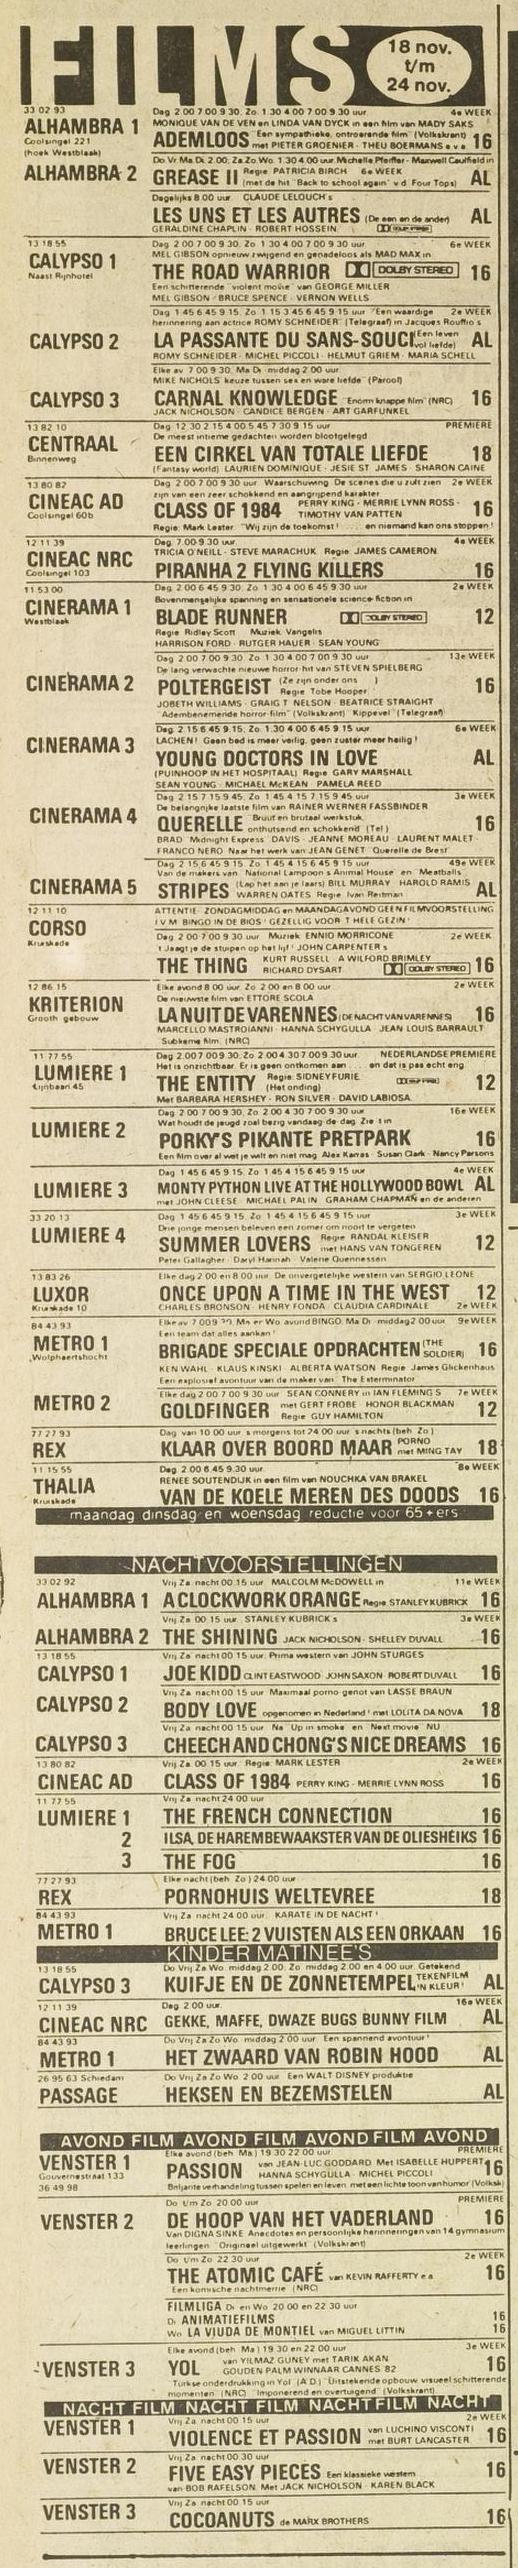 FILMS
18 nov.
t/m
24 nov.
33 02 93 Dag 2.00 7.00 9.30. Zo. 1.30 4.00 7.00 9.30 uur 4e WEEK
ALHAMBRA 1 MONIQUE VAN DE VEN en LINDA VAN DYCK in een film van MADY SAKS
Coolsingel 221 ADEMLOOS "Een sympathieke, ontroerende film" (Volkskrant) 16
(hoek Westblaak) met PIETER GROENIER · THEU BOERMANS e.v.a.
Do. Vr. Ma. Di. 2.00; Za. Zo. Wo. 1.30 4.00 uur. Michelle Pfeiffer - Maxwell Caulfield in
ALHAMBRA 2 GREASE II Regie PATRICIA BIRCH 6e WEEK AL
(met de hit "Back to school again" v.d. Four Tops)
Dagelijks 8.00 uur. CLAUDE LELOUCH's
LES UNS ET LES AUTRES (De een en de ander) AL
GERALDINE CHAPLIN · ROBERT HOSSEIN
13 18 55 Dag 2.00 7.00 9.30. Zo 1.30 4.00 7.00 9.30 uur 6e WEEK
CALYPSO 1 MEL GIBSON opnieuw zwijgend en genadeloos als MAD MAX in
Naast Rijnhotel THE ROAD WARRIOR DOLBY STEREO 16
Een schitterende "violent movie" van GEORGE MILLER
MEL GIBSON · BRUCE SPENCE · VERNON WELLS
Dag 1.45 6.45 9.15. Zo 1.15 3.45 6.45 9.15 uur "Een waardige 2e WEEK
herinnering aan actrice ROMY SCHNEIDER" (Telegraaf) in Jacques Rouffio's
CALYPSO 2 LA PASSANTE DU SANS-SOUCI (Een leven vol liefde) AL
ROMY SCHNEIDER · MICHEL PICCOLI · HELMUT GRIEM · MARIA SCHELL
Elke av 7.00 9.30. Ma Di middag 2.00 uur
MIKE NICHOLS' keuze tussen sex en ware liefde (Parool)
CALYPSO 3 CARNAL KNOWLEDGE "Enorm knappe film" (NRC) 16
JACK NICHOLSON · CANDICE BERGEN · ART GARFUNKEL
13 82 10 Dag 12.30 2.15 4.00 5.45 7.30 9.15 uur PREMIERE
CENTRAAL De meest intieme gedachten worden blootgelegd
Binnenweg EEN CIRKEL VAN TOTALE LIEFDE 18
(Fantasy world) LAURIEN DOMINIQUE · JESIE ST JAMES · SHARON CAINE
13 80 82 Dag 2.00 7.00 9.30 uur. Waarschuwing. De scenes die u zult zien 2e WEEK
CINEAC AD zijn van een zeer schokkend en aangrijpend karakter
Coolsingel 60b CLASS OF 1984 PERRY KING · MERRIE LYNN ROSS · 16
TIMOTHY VAN PATTEN
Regie: Mark Lester "Wij zijn de toekomst! .... en niemand kan ons stoppen!
12 11 39 Dag. 7.00-9.30 uur. 4e WEEK
CINEAC NRC TRICIA O'NEILL · STEVE MARACHUK Regie JAMES CAMERON
Coolsingel 103 PIRANHA 2 FLYING KILLERS 16
11 53 00 Dag 2.00 6.45 9.30. Zo. 1.30 4.00 6.45 9.30 uur 2e WEEK
CINERAMA 1 Bovenmenselijke spanning en sensationele science-fiction in
Westblaak BLADE RUNNER DOLBY STEREO 12
Regie Ridley Scott Muziek Vangelis
HARRISON FORD · RUTGER HAUER · SEAN YOUNG
Dag 2.00 7.00 9.30. Zo 1.30 4.00 7.00 9.30 uur 13e WEEK
De lang verwachte nieuwe horror-hit van STEVEN SPIELBERG
CINERAMA 2 POLTERGEIST (Ze zijn onder ons ) 16
Regie Tobe Hooper
JOBETH WILLIAMS · GRAIG T NELSON · BEATRICE STRAIGHT
"Adembenemende horror-film" (Volkskrant) "Kippevel" (Telegraaf)
Dag. 2.15 6.45 9.15. Zo. 1.30 4.00 6.45 9.15 uur 6e WEEK
LACHEN! Geen bed is meer veilig, geen zuster meer heilig!
CINERAMA 3 YOUNG DOCTORS IN LOVE AL
(PUINHOOP IN HET HOSPITAAL) Regie GARY MARSHALL
SEAN YOUNG · MICHAEL McKEAN PAMELA REED
Dag 2.15 7.15 9.45. Zo 1.45 4.15 7.15 9.45 uur 3e WEEK
De belangrijke laatste film van RAINER WERNER FASSBINDER
CINERAMA 4 QUERELLE Bruut en brutaal werkstuk, 16
onthutsend en schokkend (Tel.)
BRAD Midnight Express DAVIS · JEANNE MOREAU · LAURENT MALET
FRANCO NERO Naar het werk van JEAN GENET Querelle de Brest
Dag 2.15 6.45 9.15. Zo 1.45 4.15 6.45 9.15 uur 49e WEEK
Van de makers van National Lampoon's Animal House en Meatballs
CINERAMA 5 STRIPES (Lap het aan je laars) BILL MURRAY HAROLD RAMIS AL
WARREN OATES Regie Ivan Reitman
12 11 10 ATTENTIE ZONDAGMIDDAG en MAANDAGAVOND GEEN FILMVOORSTELLING
CORSO I.V.M. BINGO IN DE BIOS GEZELLIG VOOR 'T HELE GEZIN!
Kruiskade Dag 2.00 7.00 9.30 uur. Muziek ENNIO MORRICONE 2e WEEK
't Jaagt je de stuipen op het lijf! JOHN CARPENTER's
THE THING KURT RUSSELL · A. WILFORD BRIMLEY 16
RICHARD DYSART DOLBY STEREO
12 86 15 Elke avond 8.00 uur. Zo 2.00 en 8.00 uur. 2e WEEK
KRITERION De nieuwste film van ETTORE SCOLA
Grooth. gebouw LA NUIT DE VARENNES (DE NACHT VAN VARENNES) 16
MARCELLO MASTROIANNI · HANNA SCHYGULLA JEAN LOUIS BARRAULT
Sublieme film. (NRC)
11 77 55 Dag 2.00 7.00 9.30. Zo 2.00 4.30 7.00 9.30 uur NEDERLANDSE PREMIERE
LUMIERE 1 Het is onzichtbaar. Er is geen ontkomen aan .... en dat is pas echt eng
Lijnbaan 45 THE ENTITY Regie SIDNEY FURIE 12
(Het onding)
Met BARBARA HERSHEY · RON SILVER · DAVID LABIOSA
Dag. 2.00 7.00 9.30. Zo. 2.00 4.30 7.00 9.30 uur 16e WEEK
Wat houdt de jeugd zoal bezig vandaag-de-dag. Zie 't in
LUMIERE 2 PORKY'S PIKANTE PRETPARK 16
Een film over al wat je wilt en niet mag. Alex Karras · Susan Clark · Nancy Parsons
Dag 1.45 6.45 9.15. Zo 1.45 4.15 6.45 9.15 uur 4e WEEK
LUMIERE 3 MONTY PYTHON LIVE AT THE HOLLYWOOD BOWL AL
met JOHN CLEESE MICHAEL PALIN GRAHAM CHAPMAN en de anderen
33 20 13 Dag 1.45 6.45 9.15. Zo 1.45 4.15 6.45 9.15 uur 3e WEEK
LUMIERE 4 Drie jonge mensen beleven een zomer om nooit te vergeten
SUMMER LOVERS Regie RANDAL KLEISER 12
met HANS VAN TONGEREN
Peter Gallagher · Daryl Hannah · Valerie Quennessen
13 83 26 Elke dag 2.00 en 8.00 uur. De onvergetelijke western van SERGIO LEONE
LUXOR ONCE UPON A TIME IN THE WEST 12
Kruiskade 10 CHARLES BRONSON · HENRY FONDA · CLAUDIA CARDINALE 2e WEEK
84 43 93 Elke av 7.00 9.30. Ma er Wo avond BINGO. Ma Di middag 2.00 uur 9e WEEK
METRO 1 Een team dat alles aankan!
Wolphaertsbocht BRIGADE SPECIALE OPDRACHTEN (THE SOLDIER) 16
KEN WAHL · KLAUS KINSKI · ALBERTA WATSON Regie James Glickenhaus
Een explosief avontuur van de maker van The Exterminator
Elke dag 2.00 7.00 9.30 uur SEAN CONNERY in IAN FLEMING'S 7e WEEK
METRO 2 GOLDFINGER met GERT FROBE · HONOR BLACKMAN 12
Regie GUY HAMILTON
77 27 93 Dag van 10.00 uur 's morgens tot 24.00 uur 's nachts (beh Zo)
REX KLAAR OVER BOORD MAAR PORNO met MING TAY 18
11 15 55 Dag. 2.00 6.45 9.30 uur. 8e WEEK
THALIA RENEE SOUTENDIJK in een film van NOUCHKA VAN BRAKEL
Kruiskade VAN DE KOELE MEREN DES DOODS 16
maandag dinsdag en woensdag reductie voor 65+ers
NACHTVOORSTELLINGEN
33 02 92 Vrij Za nacht 00.15 uur MALCOLM McDOWELL in 11e WEEK
ALHAMBRA 1 A CLOCKWORK ORANGE Regie STANLEY KUBRICK 16
Vrij Za. 00.15 uur. STANLEY KUBRICK's 3e WEEK
ALHAMBRA 2 THE SHINING JACK NICHOLSON · SHELLEY DUVALL 16
13 18 55 Vrij Za nacht 00.15 uur. Prima western van JOHN STURGES
CALYPSO 1 JOE KIDD CLINT EASTWOOD JOHN SAXON ROBERT DUVALL 16
Vrij Za nacht 00.15 uur Maximaal porno-genot van LASSE BRAUN
CALYPSO 2 BODY LOVE opgenomen in Nederland! met LOLITA DA NOVA 18
Vrij Za nacht 00.15 uur Na Up in smoke en Next movie NU
CALYPSO 3 CHEECH AND CHONG'S NICE DREAMS 16
13 80 82 Vrij Za. 00.15 uur. Regie MARK LESTER 2e WEEK
CINEAC AD CLASS OF 1984 PERRY KING · MERRIE LYNN ROSS 16
11 77 55 Vrij Za nacht 24.00 uur
LUMIERE 1 THE FRENCH CONNECTION 16
2 ILSA, DE HAREMBEWAAKSTER VAN DE OLIESHEIKS 16
3 THE FOG 16
77 27 93 Elke nacht (beh. Zo) 24.00 uur
REX PORNOHUIS WELTEVREE 18
84 43 93 Vrij Za nacht 24.00 uur. KARATE IN DE NACHT!
METRO 1 BRUCE LEE: 2 VUISTEN ALS EEN ORKAAN 16
KINDER MATINEE'S
13 18 55 Do Vrij Za Wo middag 2.00. Zo middag 2.00 en 4.00 uur. Getekend
CALYPSO 3 KUIFJE EN DE ZONNETEMPEL TEKENFILM 'N KLEUR! AL
12 11 39 Dag 2.00 uur. 16e WEEK
CINEAC NRC GEKKE, MAFFE, DWAZE BUGS BUNNY FILM AL
84 43 93 Do Vrij Za Zo Wo middag 2.00 uur. Een spannend avontuur!
METRO 1 HET ZWAARD VAN ROBIN HOOD AL
26 95 63 Schiedam Do Vrij Za Zo Wo 2.00 uur. Een WALT DISNEY produktie
PASSAGE HEKSEN EN BEZEMSTELEN AL
AVOND FILM AVOND FILM AVOND FILM AVOND
VENSTER 1 Elke avond (beh. Ma) 19.30 22.00 uur PREMIERE
Gouvernestraat 133 PASSION van JEAN-LUC GODDARD. Met ISABELLE HUPPERT 16
HANNA SCHYGULLA · MICHEL PICCOLI
36 49 98 Briljante verhandeling tussen spelen en leven, met een lichte toon van humor (Volksk)
Do t/m Zo 20.00 uur PREMIERE
VENSTER 2 DE HOOP VAN HET VADERLAND 16
Van DIGNA SINKE Anecdotes en persoonlijke herinneringen van 14 gymnasium
leerlingen Origineel uitgewerkt (Volkskrant)
Do t/m Zo 22.30 uur 2e WEEK
THE ATOMIC CAFÉ van KEVIN RAFFERTY e.a. 16
Een komische nachtmerrie (NRC)
FILMLIGA Di en Wo 20.00 en 22.30 uur
Di ANIMATIEFILMS 16
Wo LA VIUDA DE MONTIEL van MIGUEL LITTIN 16
Elke avond (beh. Ma) 19.30 en 22.00 uur 3e WEEK
VENSTER 3 YOL van YILMAZ GUNEY met TARIK AKAN 16
GOUDEN PALM WINNAAR CANNES 82
Turkse onderdrukking in Yol (A.D.) "Uitstekende opbouw visueel schitterende
momenten" (NRC) Imponerend en overtuigend (Volkskrant)
NACHT FILM NACHT FILM NACHT FILM NACHT
VENSTER 1 Vrij Za nacht 00.15 uur 2e WEEK
VIOLENCE ET PASSION van LUCHINO VISCONTI 16
met BURT LANCASTER
Vrij Za nacht 00.30 uur
VENSTER 2 FIVE EASY PIECES Een klassieke western 16
van BOB RAFELSON. Met JACK NICHOLSON · KAREN BLACK
Vrij Za nacht 00.15 uur
VENSTER 3 COCOANUTS de MARX BROTHERS 16